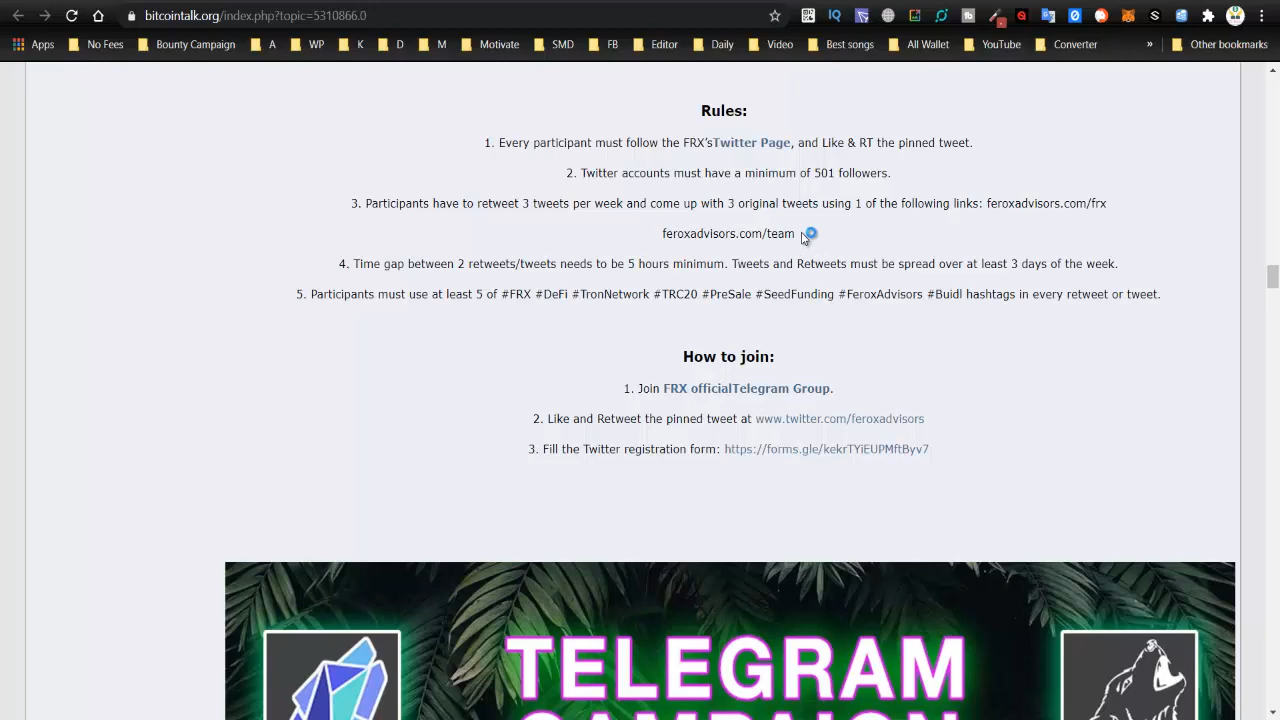 bitcointalk.org/index.php?topic=5310866.0
Apps No Fees Bounty Campaign A WP K D M Motivate SMD FB Editor Daily Video Best songs All Wallet YouTube Converter » Other bookmarks
Rules:
1. Every participant must follow the FRX'sTwitter Page, and Like & RT the pinned tweet.
2. Twitter accounts must have a minimum of 501 followers.
3. Participants have to retweet 3 tweets per week and come up with 3 original tweets using 1 of the following links: feroxadvisors.com/frx
feroxadvisors.com/team
4. Time gap between 2 retweets/tweets needs to be 5 hours minimum. Tweets and Retweets must be spread over at least 3 days of the week.
5. Participants must use at least 5 of #FRX #DeFi #TronNetwork #TRC20 #PreSale #SeedFunding #FeroxAdvisors #Buidl hashtags in every retweet or tweet.
How to join:
1. Join FRX officialTelegram Group.
2. Like and Retweet the pinned tweet at www.twitter.com/feroxadvisors
3. Fill the Twitter registration form: https://forms.gle/kekrTYiEUPMftByv7
TELEGRAM
CAMPAIGN